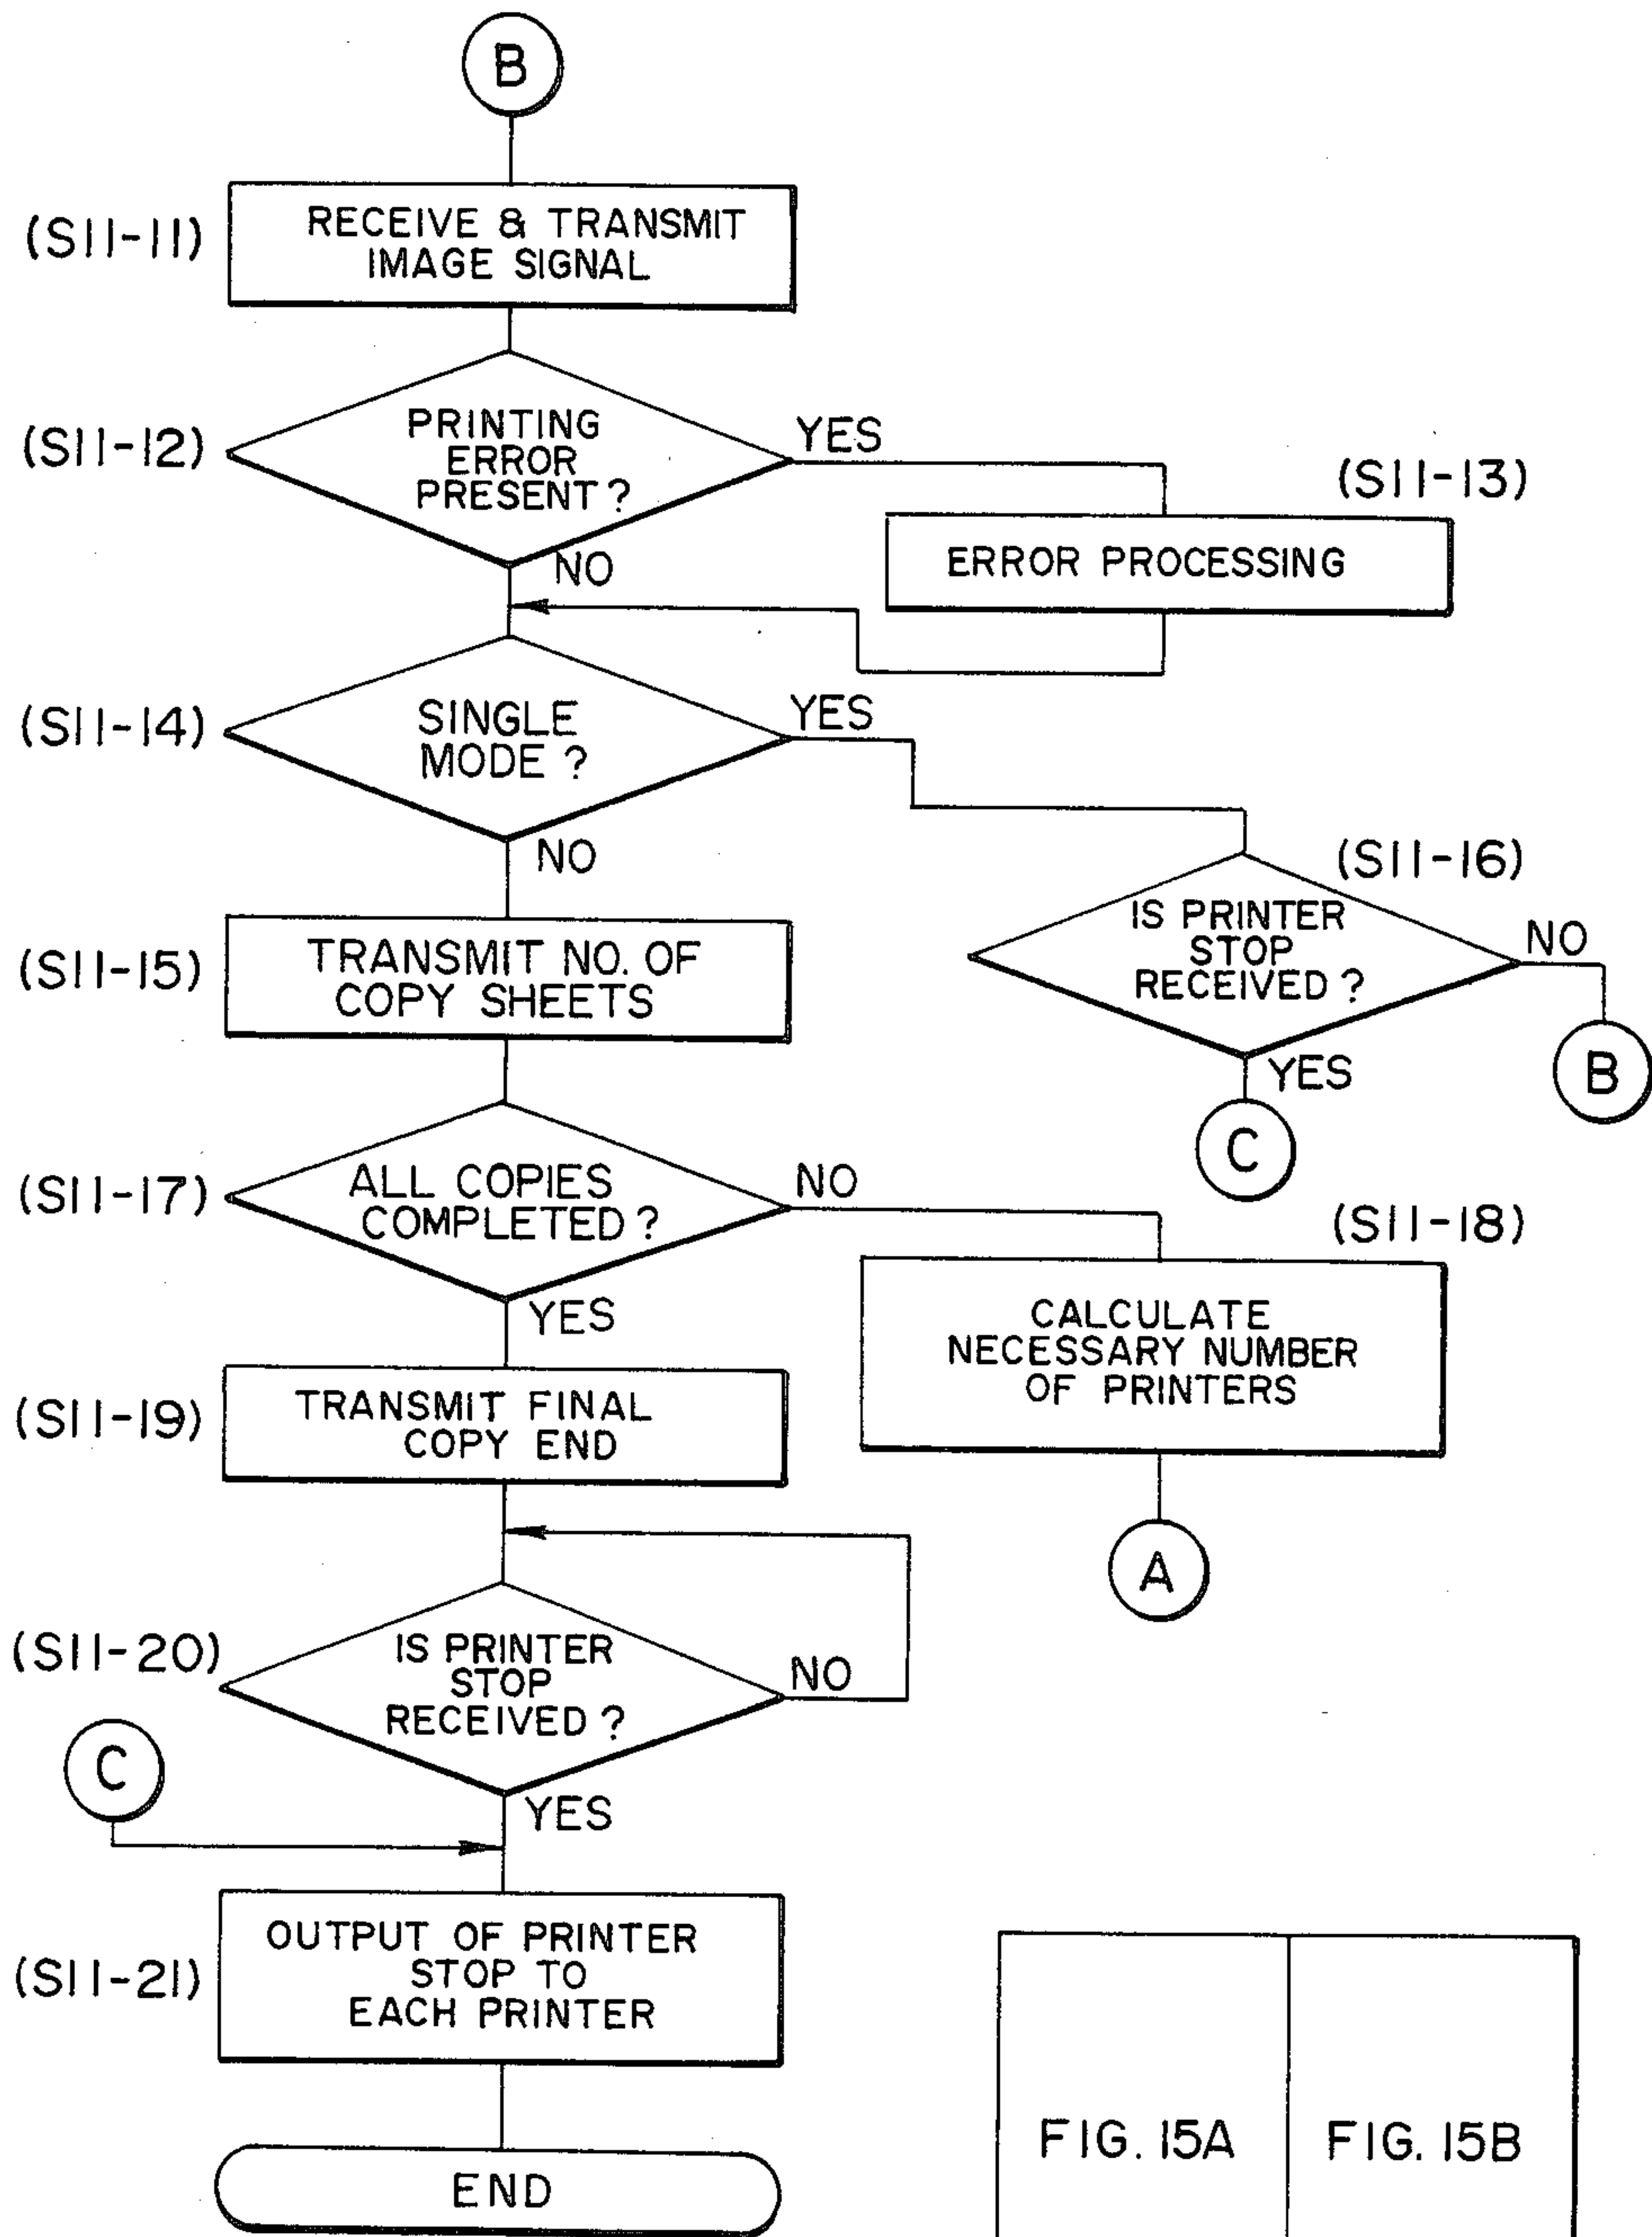 B
(S11-11)
RECEIVE & TRANSMIT
IMAGE SIGNAL
(S11-12)
PRINTING
ERROR
PRESENT ?
YES
NO
(S11-13)
ERROR PROCESSING
(S11-14)
SINGLE
MODE ?
YES
NO
(S11-16)
IS PRINTER
STOP
RECEIVED ?
NO
B
YES
C
(S11-15)
TRANSMIT NO. OF
COPY SHEETS
(S11-17)
ALL COPIES
COMPLETED ?
NO
YES
(S11-18)
CALCULATE
NECESSARY NUMBER
OF PRINTERS
A
(S11-19)
TRANSMIT FINAL
COPY END
(S11-20)
IS PRINTER
STOP
RECEIVED ?
NO
YES
C
(S11-21)
OUTPUT OF PRINTER
STOP TO
EACH PRINTER
END
FIG. 15A
FIG. 15B